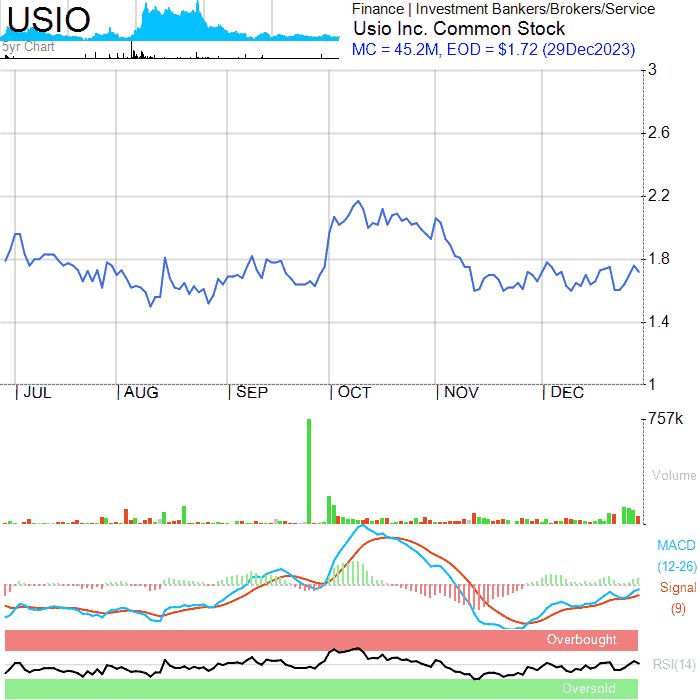 USIO
5yr Chart
Finance | Investment Bankers/Brokers/Service
Usio Inc. Common Stock
MC = 45.2M, EOD = $1.72 (29Dec2023)
3
2.6
2.2
1.8
1.4
1
JUL AUG SEP OCT NOV DEC
757k
Volume
MACD
(12-26)
Signal
(9)
Overbought
RSI(14)
Oversold